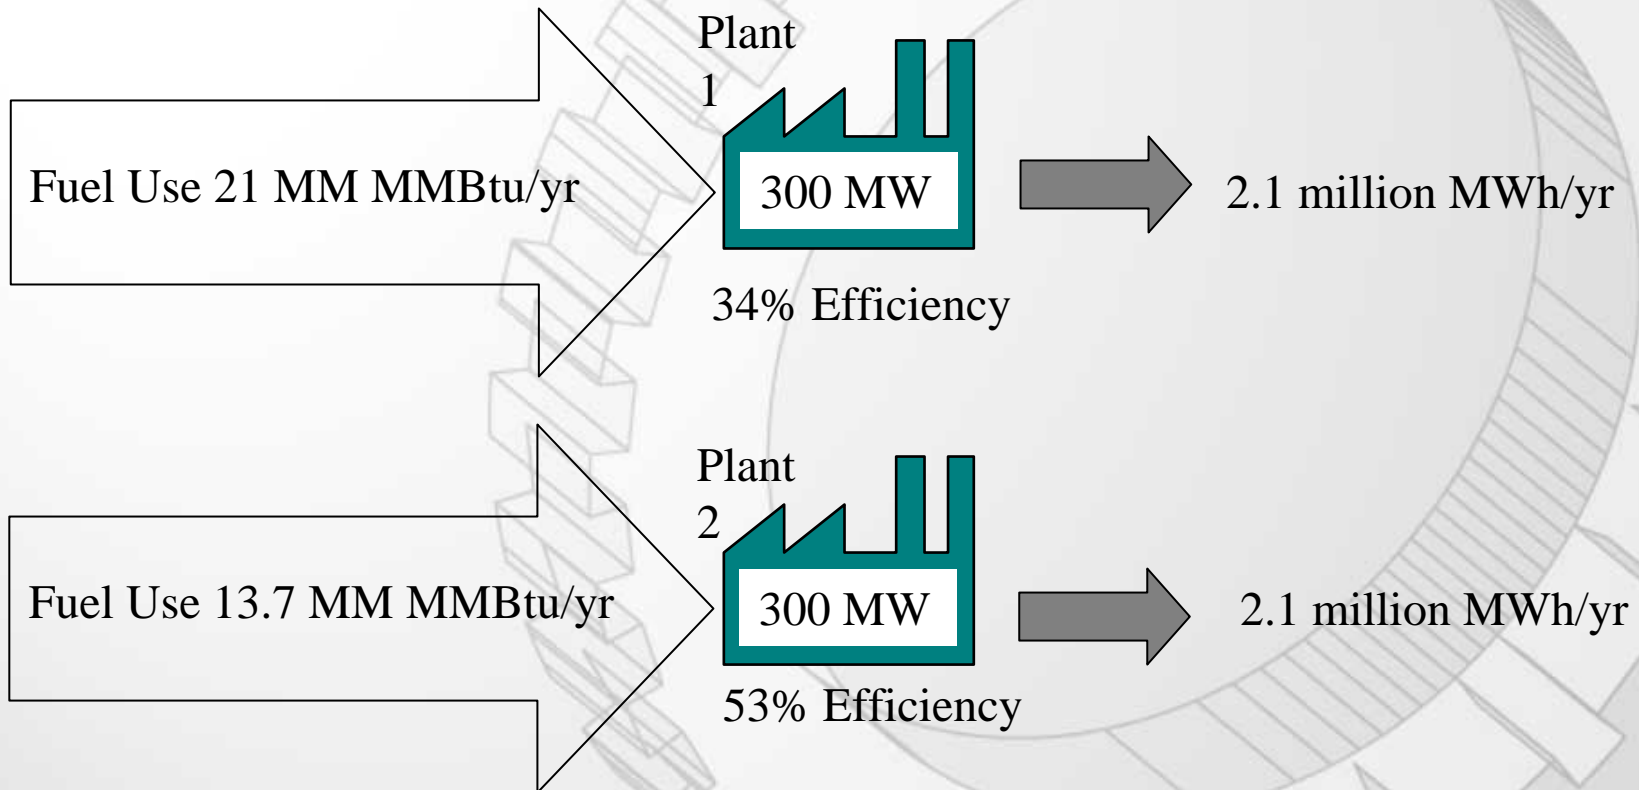 Plant
1
Fuel Use 21 MM MMBtu/yr
300 MW
2.1 million MWh/yr
34% Efficiency
Plant
2
Fuel Use 13.7 MM MMBtu/yr
300 MW
2.1 million MWh/yr
53% Efficiency